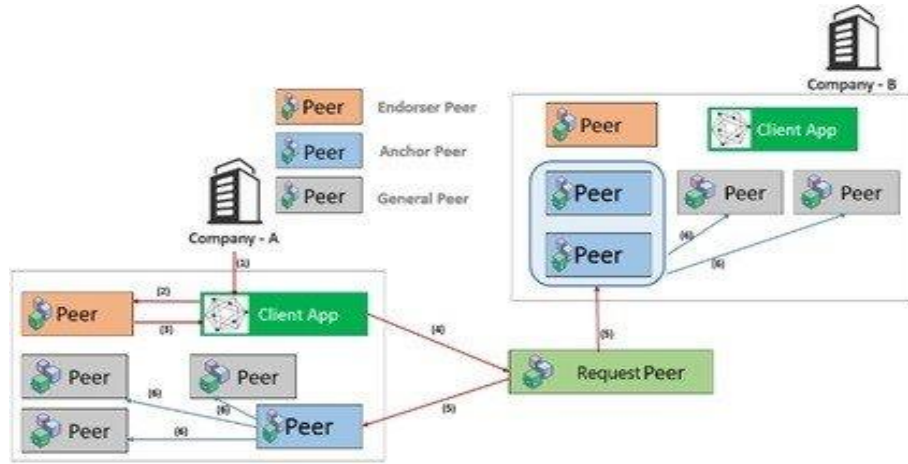 Company - B
Peer Endorser Peer
Peer Anchor Peer
Peer General Peer
Peer
Client App
Peer
Peer
Peer
Peer
(6)
(6)
Company - A
(1)
(2)
Peer
Client App
(3)
(4)
(5)
Request Peer
Peer
Peer
(6)
(6)
(5)
Peer
(6)
Peer